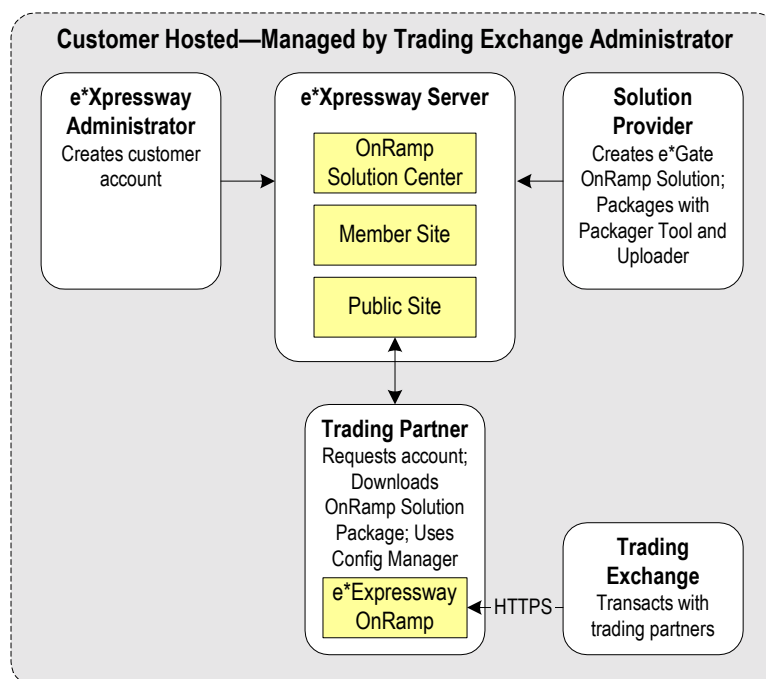 Customer Hosted—Managed by Trading Exchange Administrator
e*Xpressway
Administrator
Creates customer
account
e*Xpressway Server
OnRamp
Solution Center
Member Site
Public Site
Solution
Provider
Creates e*Gate
OnRamp Solution;
Packages with
Packager Tool and
Uploader
Trading Partner
Requests account;
Downloads
OnRamp Solution
Package; Uses
Config Manager
e*Expressway
OnRamp
HTTPS
Trading
Exchange
Transacts with
trading partners